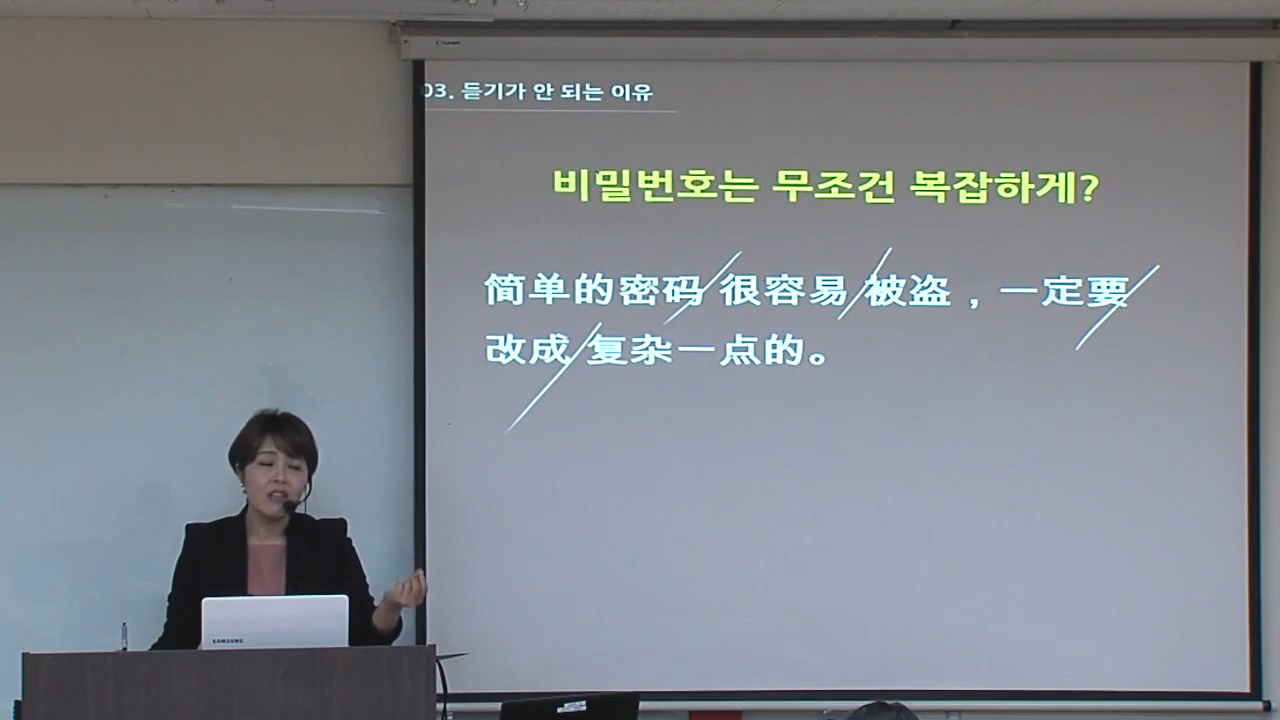 03. 듣기가 안 되는 이유
비밀번호는 무조건 복잡하게?
简单的密码 很容易 被盗，一定要
改成 复杂一点的。
SAMSUNG